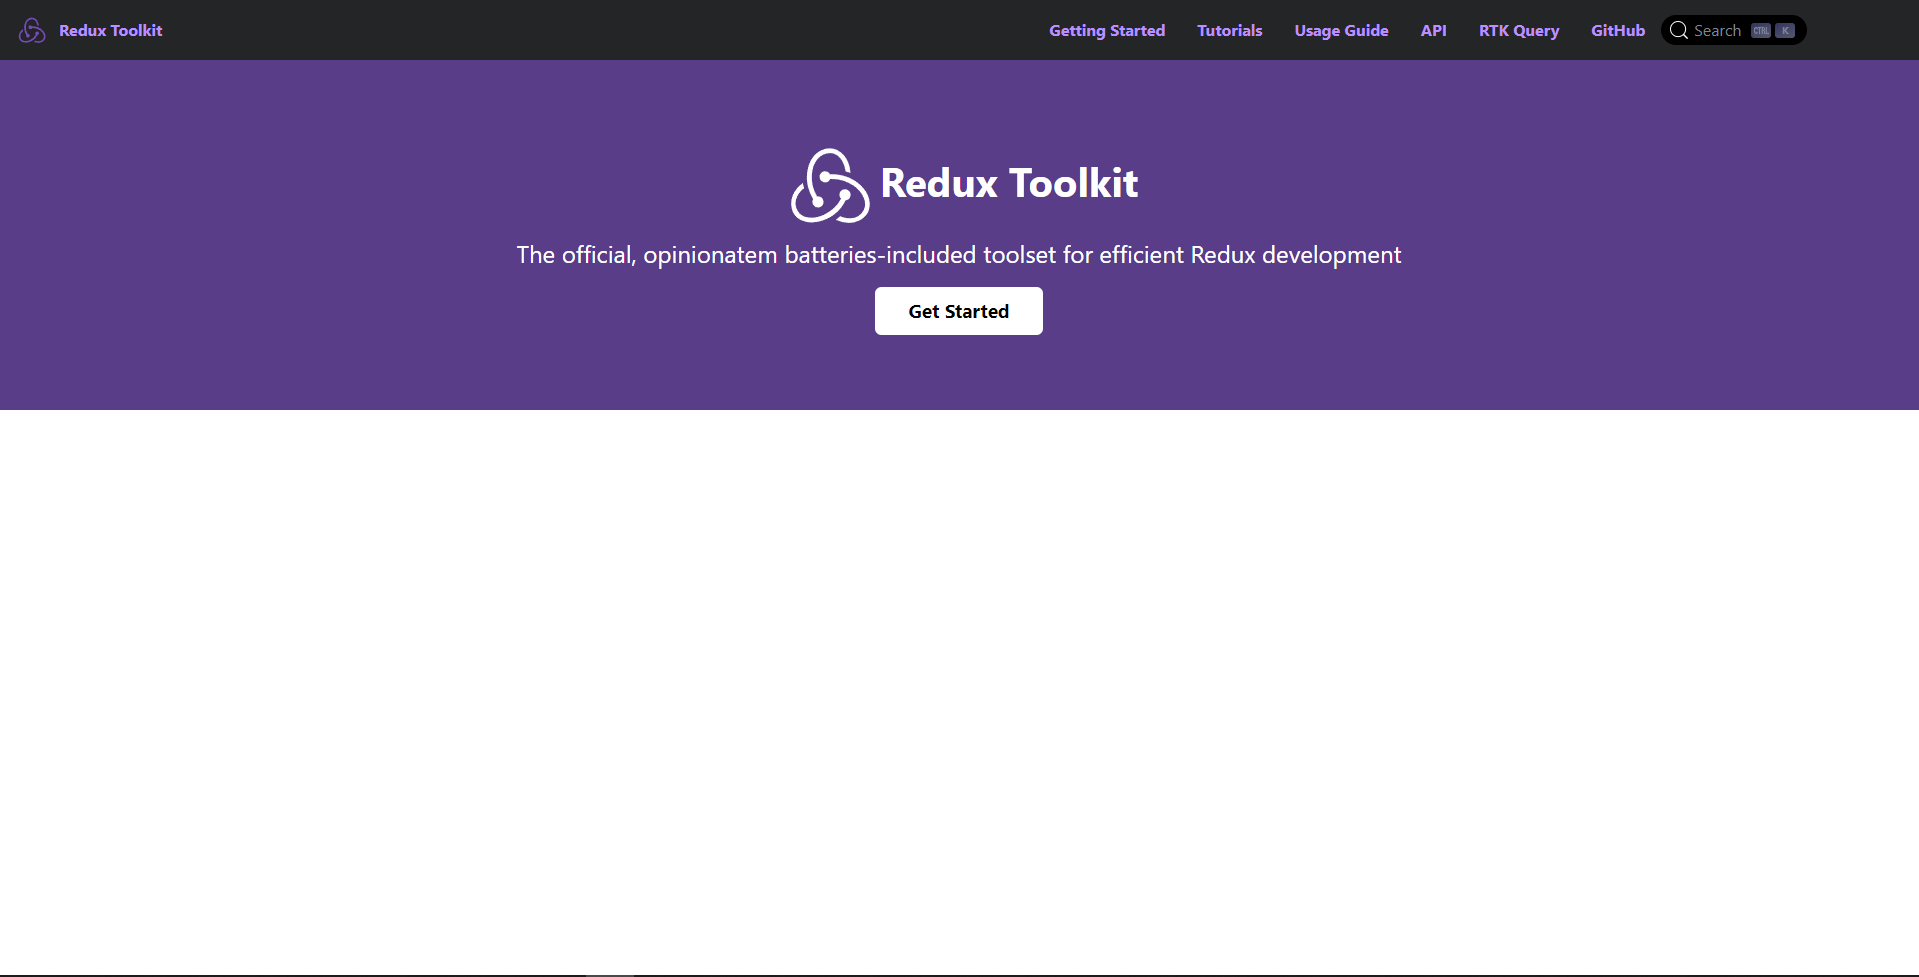 Redux Toolkit
Getting Started Tutorials Usage Guide API RTK Query GitHub Search CTRL K
Redux Toolkit
The official, opinionatem batteries-included toolset for efficient Redux development
Get Started